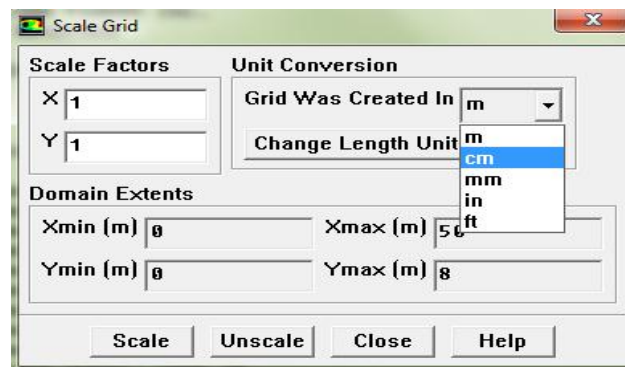 Scale Grid
Scale Factors
Unit Conversion
X 1
Grid Was Created In m
Y 1
Change Length Unit
m
cm
mm
in
ft
Domain Extents
Xmin (m) 0
Xmax (m) 50
Ymin (m) 0
Ymax (m) 8
Scale
Unscale
Close
Help